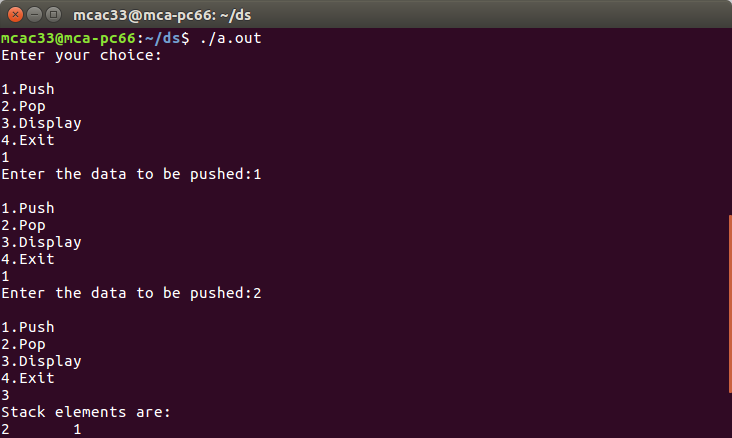 mcac33@mca-pc66: ~/ds
mcac33@mca-pc66:~/ds$ ./a.out
Enter your choice:
1.Push
2.Pop
3.Display
4.Exit
1
Enter the data to be pushed:1
1.Push
2.Pop
3.Display
4.Exit
1
Enter the data to be pushed:2
1.Push
2.Pop
3.Display
4.Exit
3
Stack elements are:
2       1